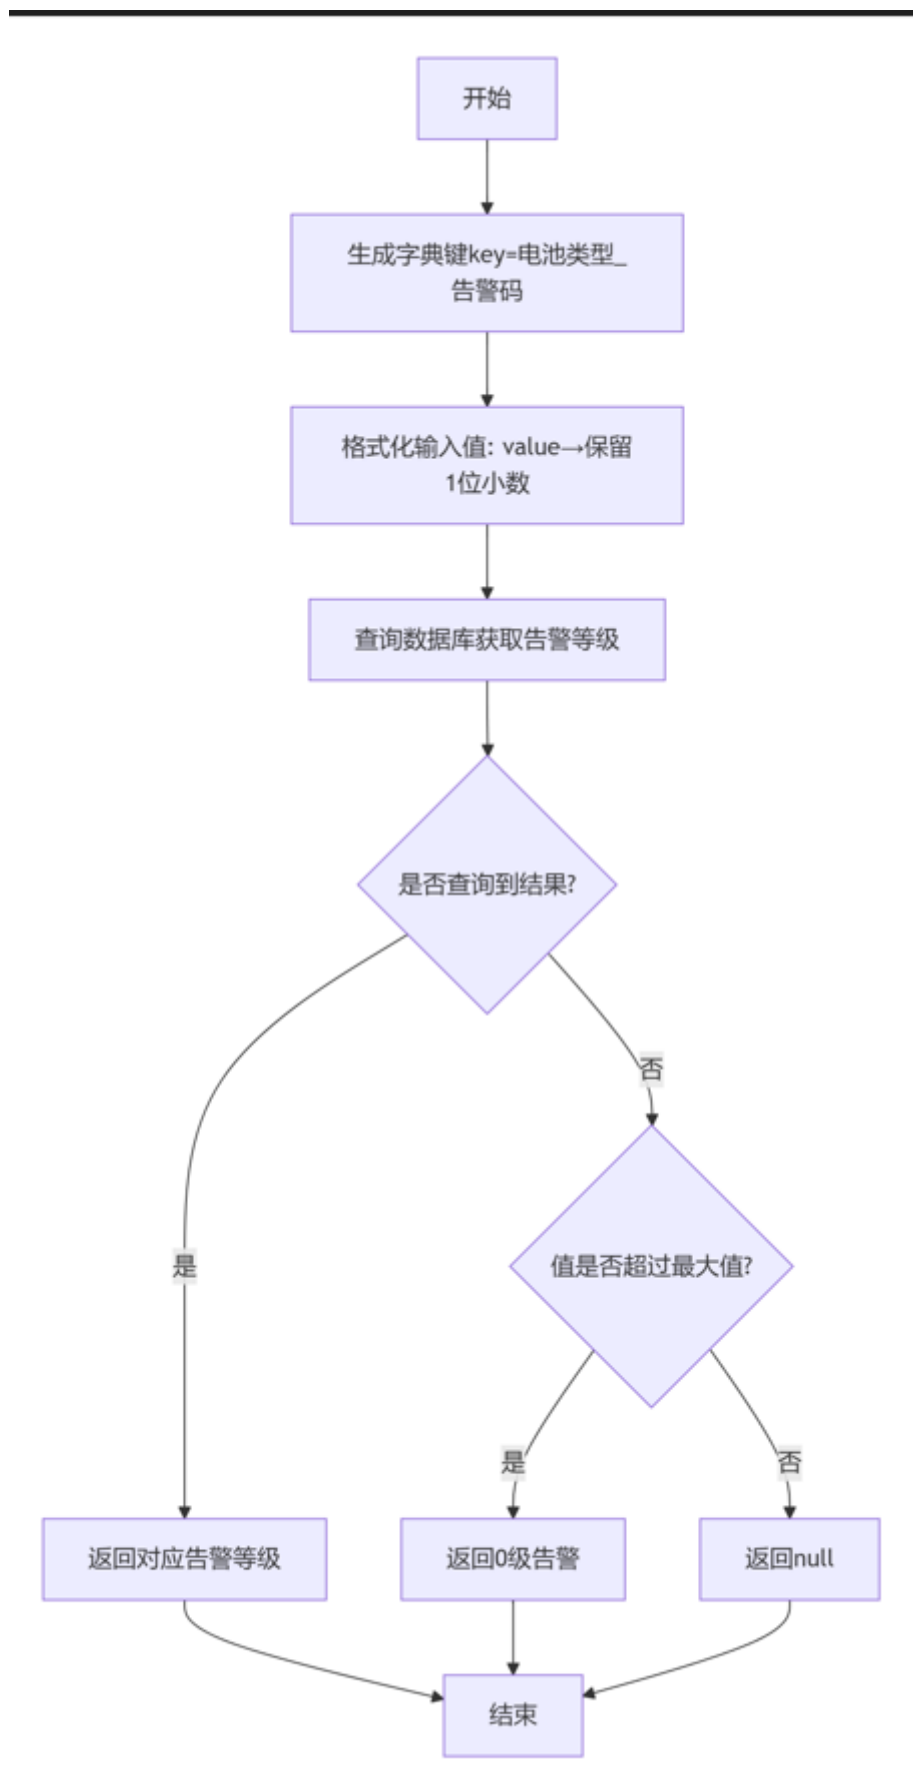 开始
生成字典键key=电池类型_
告警码
格式化输入值: value→保留
1位小数
查询数据库获取告警等级
是否查询到结果?
否
值是否超过最大值?
是
是
否
返回对应告警等级
返回0级告警
返回null
结束